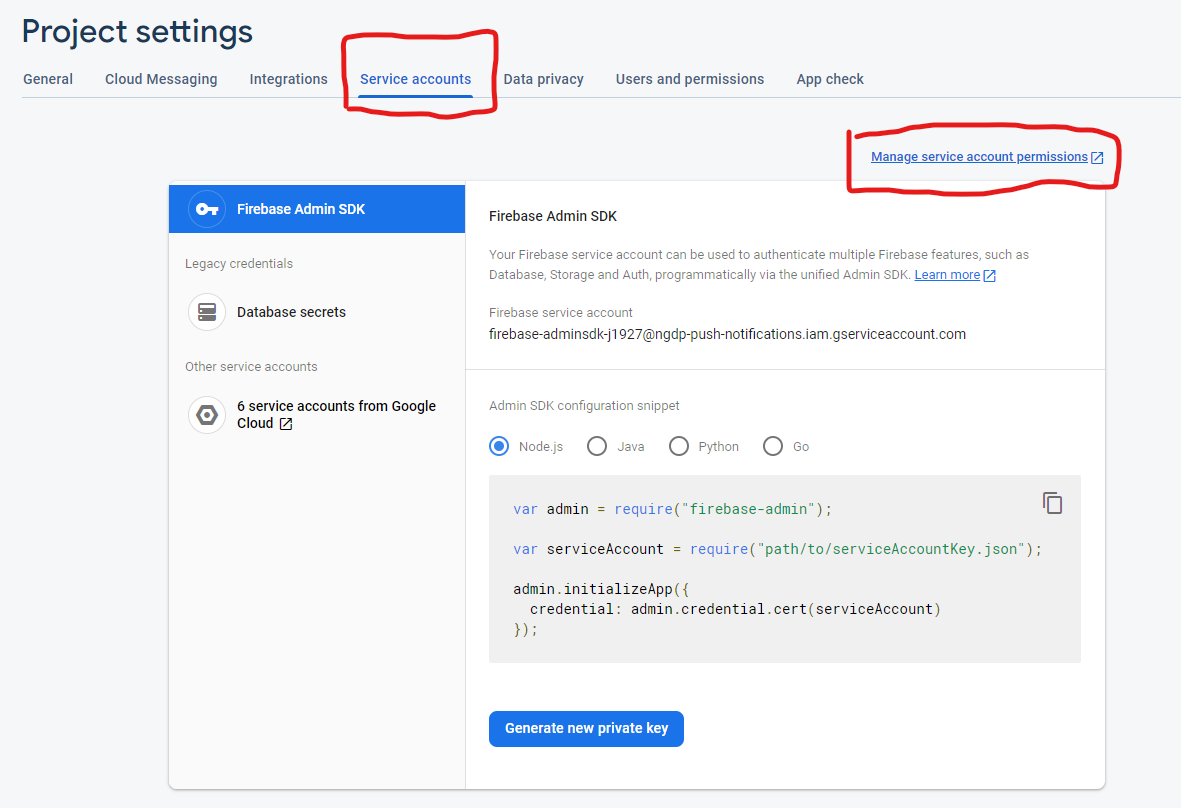 Project settings
General Cloud Messaging Integrations Service accounts Data privacy Users and permissions App check
Manage service account permissions
Firebase Admin SDK
Legacy credentials
Database secrets
Other service accounts
6 service accounts from Google
Cloud
Firebase Admin SDK
Your Firebase service account can be used to authenticate multiple Firebase features, such as
Database, Storage and Auth, programmatically via the unified Admin SDK. Learn more
Firebase service account
firebase-adminsdk-j1927@ngdp-push-notifications.iam.gserviceaccount.com
Admin SDK configuration snippet
Node.js Java Python Go
var admin = require("firebase-admin");
var serviceAccount = require("path/to/serviceAccountKey.json");
admin.initializeApp({
  credential: admin.credential.cert(serviceAccount)
});
Generate new private key